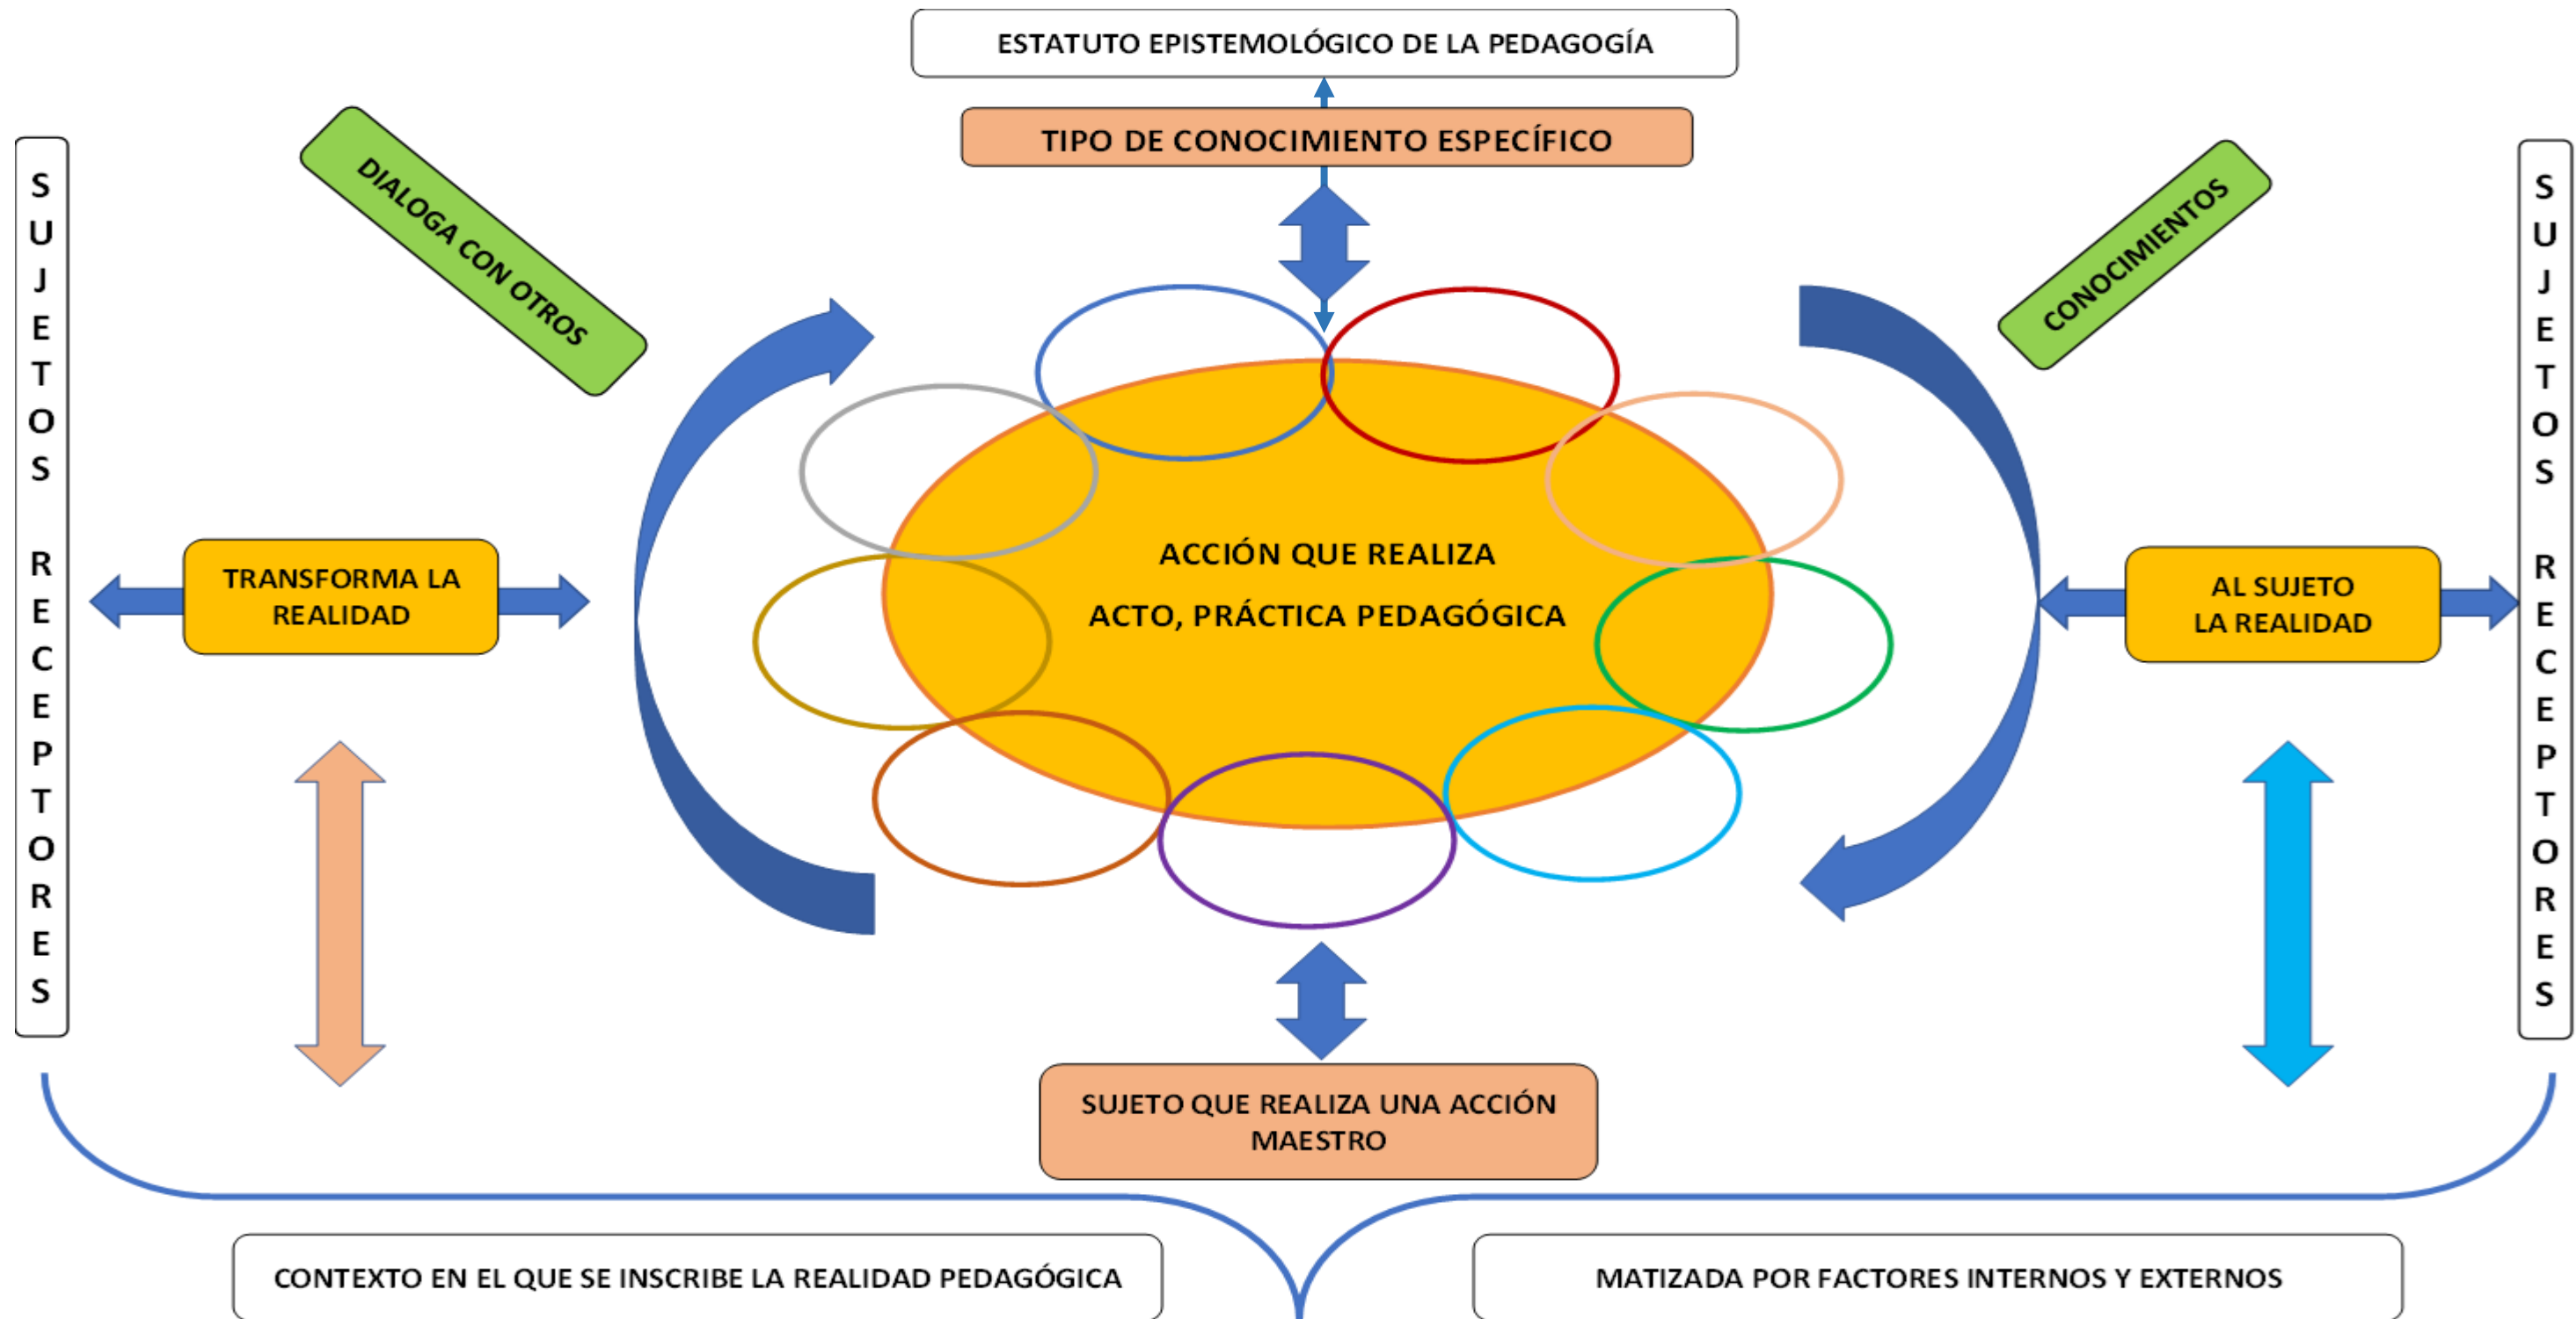 ESTATUTO EPISTEMOLÓGICO DE LA PEDAGOGÍA
TIPO DE CONOCIMIENTO ESPECÍFICO
DIALOGA CON OTROS
CONOCIMIENTOS
SUJETOS RECEPTORES
TRANSFORMA LA
REALIDAD
ACCIÓN QUE REALIZA
ACTO, PRÁCTICA PEDAGÓGICA
AL SUJETO
LA REALIDAD
SUJETOS RECEPTORES
SUJETO QUE REALIZA UNA ACCIÓN
MAESTRO
CONTEXTO EN EL QUE SE INSCRIBE LA REALIDAD PEDAGÓGICA
MATIZADA POR FACTORES INTERNOS Y EXTERNOS